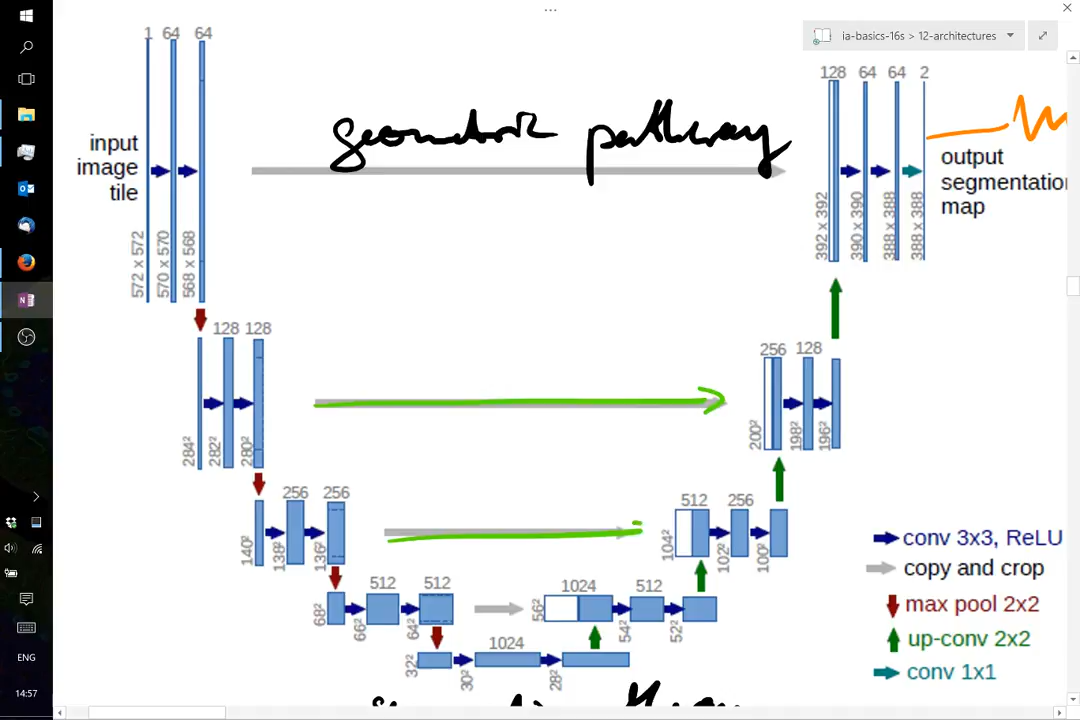 ia-basics-16s > 12-architectures
1 64 64
128 64 64 2
geometric pathway
input
image
tile
output
segmentatio
map
572 x 572
570 x 570
568 x 568
392 x 392
390 x 390
388 x 388
388 x 388
128 128
256 128
284²
282²
280²
200²
198²
196²
256 256
512 256
140²
138²
136²
104²
102²
100²
512 512
1024 512
68²
66²
64²
56²
54²
52²
1024
32²
30²
28²
conv 3x3, ReLU
copy and crop
max pool 2x2
up-conv 2x2
conv 1x1
ENG
14:57